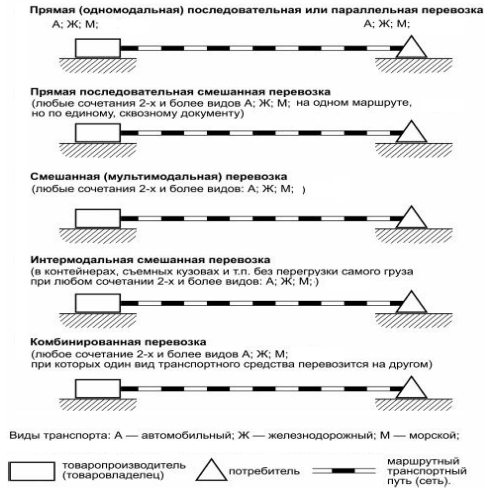 Прямая (одномодальная) последовательная или параллельная перевозка
А; Ж; М;
А; Ж; М;
Прямая последовательная смешанная перевозка
(любые сочетания 2-х и более видов А; Ж; М; на одном маршруте,
но по единому, сквозному документу)
Смешанная (мультимодальная) перевозка
(любые сочетания 2-х и более видов: А; Ж; М; )
Интермодальная смешанная перевозка
(в контейнерах, съемных кузовах и т.п. без перегрузки самого груза
при любом сочетании 2-х и более видов: А; Ж; М; )
Комбинированная перевозка
(любое сочетание 2-х и более видов А; Ж; М;
при которых один вид транспортного средства перевозится на другом)
Виды транспорта: А — автомобильный; Ж — железнодорожный; М — морской;
товаропроизводитель
(товаровладелец)
потребитель
маршрутный
транспортный
путь (сеть).